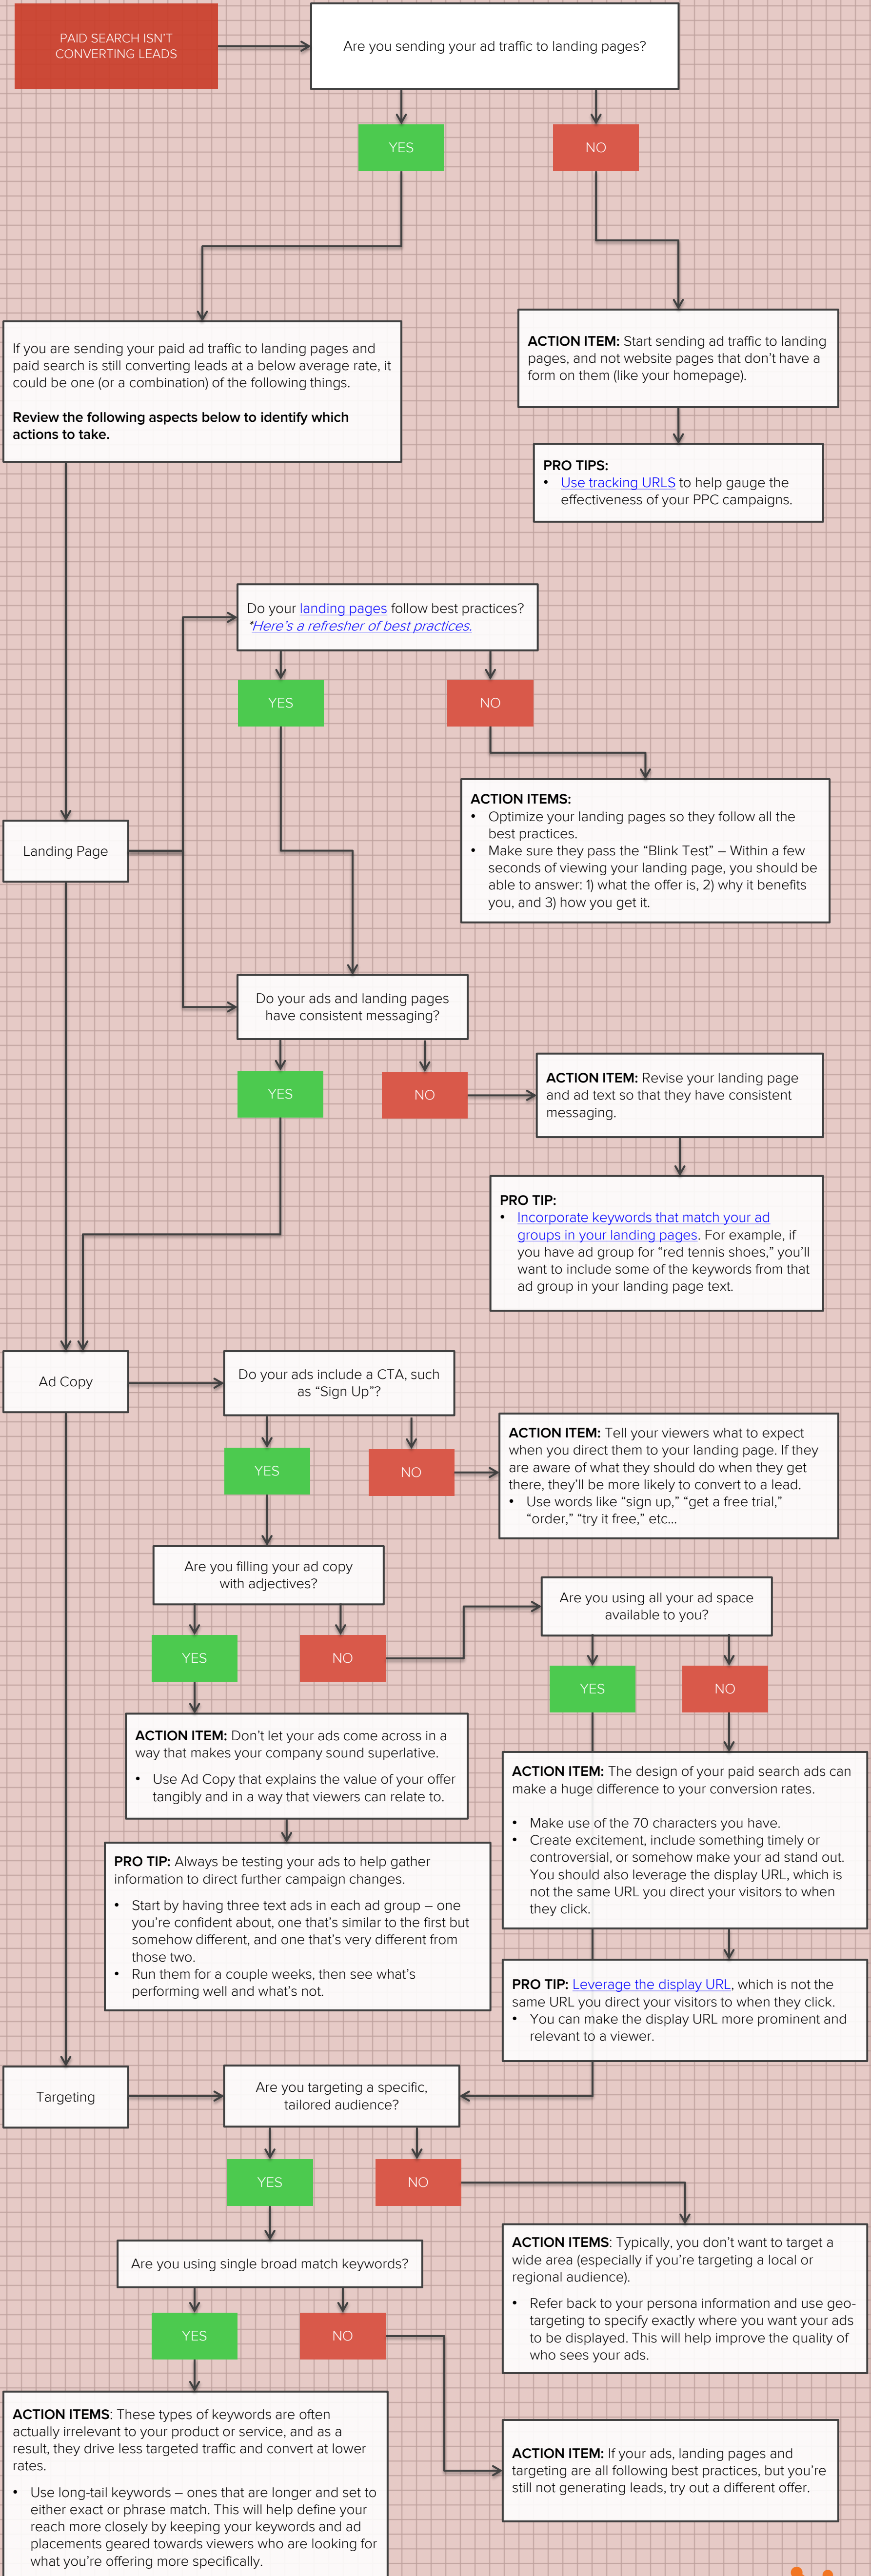 PAID SEARCH ISN'T
CONVERTING LEADS
Are you sending your ad traffic to landing pages?
YES
NO
If you are sending your paid ad traffic to landing pages and
paid search is still converting leads at a below average rate, it
could be one (or a combination) of the following things.
Review the following aspects below to identify which
actions to take.
ACTION ITEM: Start sending ad traffic to landing
pages, and not website pages that don't have a
form on them (like your homepage).
PRO TIPS:
• Use tracking URLS to help gauge the
effectiveness of your PPC campaigns.
Do your landing pages follow best practices?
*Here's a refresher of best practices.
YES
NO
ACTION ITEMS:
• Optimize your landing pages so they follow all the
best practices.
• Make sure they pass the “Blink Test” – Within a few
seconds of viewing your landing page, you should be
able to answer: 1) what the offer is, 2) why it benefits
you, and 3) how you get it.
Landing Page
Do your ads and landing pages
have consistent messaging?
YES
NO
ACTION ITEM: Revise your landing page
and ad text so that they have consistent
messaging.
PRO TIP:
• Incorporate keywords that match your ad
groups in your landing pages. For example, if
you have ad group for “red tennis shoes,” you'll
want to include some of the keywords from that
ad group in your landing page text.
Ad Copy
Do your ads include a CTA, such
as “Sign Up”?
YES
NO
ACTION ITEM: Tell your viewers what to expect
when you direct them to your landing page. If they
are aware of what they should do when they get
there, they'll be more likely to convert to a lead.
• Use words like “sign up,” “get a free trial,”
“order,” “try it free,” etc...
Are you filling your ad copy
with adjectives?
YES
NO
Are you using all your ad space
available to you?
YES
NO
ACTION ITEM: Don't let your ads come across in a
way that makes your company sound superlative.
• Use Ad Copy that explains the value of your offer
tangibly and in a way that viewers can relate to.
PRO TIP: Always be testing your ads to help gather
information to direct further campaign changes.
• Start by having three text ads in each ad group – one
you're confident about, one that's similar to the first but
somehow different, and one that's very different from
those two.
• Run them for a couple weeks, then see what's
performing well and what's not.
ACTION ITEM: The design of your paid search ads can
make a huge difference to your conversion rates.
• Make use of the 70 characters you have.
• Create excitement, include something timely or
controversial, or somehow make your ad stand out.
You should also leverage the display URL, which is
not the same URL you direct your visitors to when
they click.
PRO TIP: Leverage the display URL, which is not the
same URL you direct your visitors to when they click.
• You can make the display URL more prominent and
relevant to a viewer.
Targeting
Are you targeting a specific,
tailored audience?
YES
NO
ACTION ITEMS: Typically, you don't want to target a
wide area (especially if you're targeting a local or
regional audience).
• Refer back to your persona information and use geo-
targeting to specify exactly where you want your ads
to be displayed. This will help improve the quality of
who sees your ads.
Are you using single broad match keywords?
YES
NO
ACTION ITEMS: These types of keywords are often
actually irrelevant to your product or service, and as a
result, they drive less targeted traffic and convert at lower
rates.
• Use long-tail keywords – ones that are longer and set to
either exact or phrase match. This will help define your
reach more closely by keeping your keywords and ad
placements geared towards viewers who are looking for
what you're offering more specifically.
ACTION ITEM: If your ads, landing pages and
targeting are all following best practices, but you're
still not generating leads, try out a different offer.